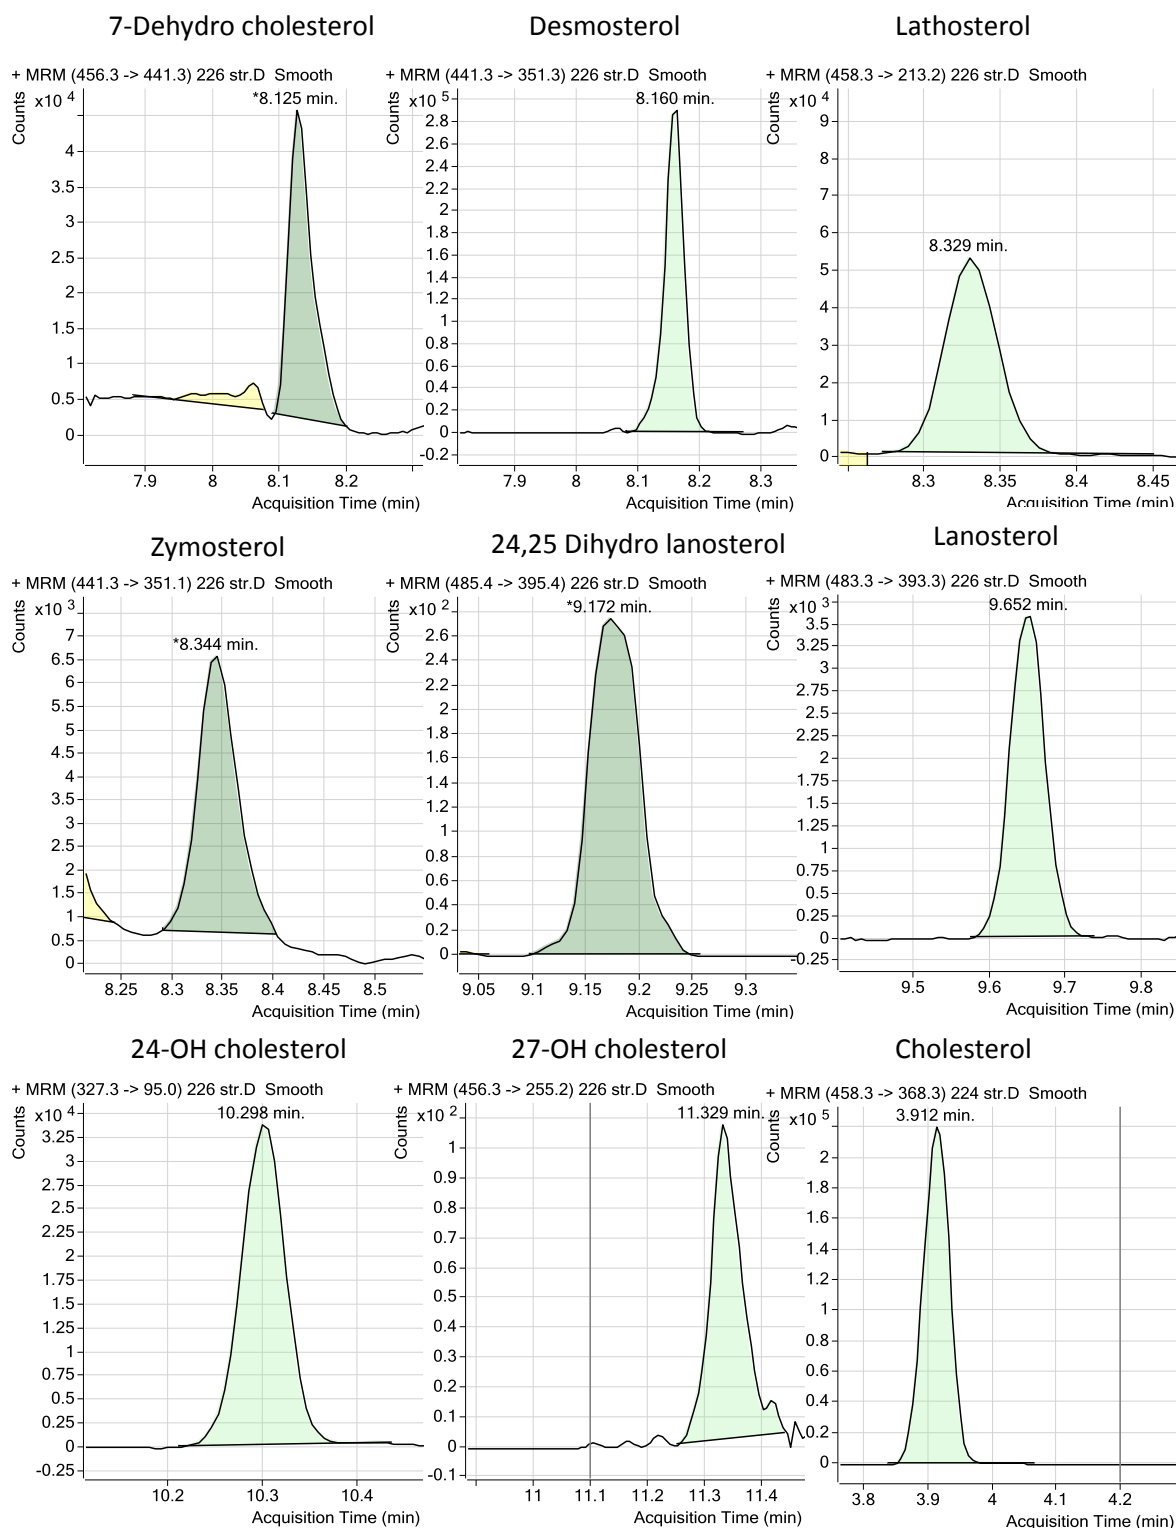 7-Dehydro cholesterol
+ MRM (456.3 -> 441.3) 226 str.D Smooth
Counts
x10 4
*8.125 min.
4
3.5
3
2.5
2
1.5
1
0.5
0
7.9 8 8.1 8.2
Acquisition Time (min)
Desmosterol
+ MRM (441.3 -> 351.3) 226 str.D Smooth
Counts
x10 5
8.160 min.
2.8
2.6
2.4
2.2
2
1.8
1.6
1.4
1.2
1
0.8
0.6
0.4
0.2
0
-0.2
7.9 8 8.1 8.2 8.3
Acquisition Time (min)
Lathosterol
+ MRM (458.3 -> 213.2) 226 str.D Smooth
Counts
x10 4
8.329 min.
9
8
7
6
5
4
3
2
1
0
8.3 8.35 8.4 8.45
Acquisition Time (min)
Zymosterol
+ MRM (441.3 -> 351.1) 226 str.D Smooth
Counts
x10 3
*8.344 min.
7
6.5
6
5.5
5
4.5
4
3.5
3
2.5
2
1.5
1
0.5
0
8.25 8.3 8.35 8.4 8.45 8.5
Acquisition Time (min)
24,25 Dihydro lanosterol
+ MRM (485.4 -> 395.4) 226 str.D Smooth
Counts
x10 2
*9.172 min.
2.6
2.4
2.2
2
1.8
1.6
1.4
1.2
1
0.8
0.6
0.4
0.2
0
9.05 9.1 9.15 9.2 9.25 9.3
Acquisition Time (min)
Lanosterol
+ MRM (483.3 -> 393.3) 226 str.D Smooth
Counts
x10 3
9.652 min.
3.5
3.25
3
2.75
2.5
2.25
2
1.75
1.5
1.25
1
0.75
0.5
0.25
0
-0.25
9.5 9.6 9.7 9.8
Acquisition Time (min)
24-OH cholesterol
+ MRM (327.3 -> 95.0) 226 str.D Smooth
Counts
x10 4
10.298 min.
3.25
3
2.75
2.5
2.25
2
1.75
1.5
1.25
1
0.75
0.5
0.25
0
-0.25
10.2 10.3 10.4
Acquisition Time (min)
27-OH cholesterol
+ MRM (456.3 -> 255.2) 226 str.D Smooth
Counts
x10 2
11.329 min.
1
0.9
0.8
0.7
0.6
0.5
0.4
0.3
0.2
0.1
0
-0.1
11 11.1 11.2 11.3 11.4
Acquisition Time (min)
Cholesterol
+ MRM (458.3 -> 368.3) 224 str.D Smooth
Counts
x10 5
3.912 min.
2
1.8
1.6
1.4
1.2
1
0.8
0.6
0.4
0.2
0
3.8 3.9 4 4.1 4.2
Acquisition Time (min)